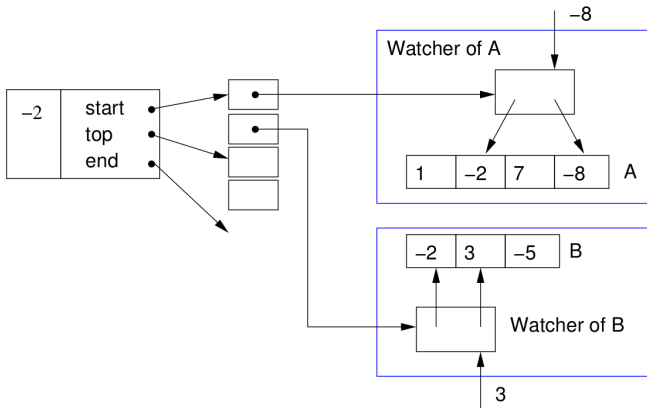 −8
Watcher of A
−2
start
top
end
1 −2 7 −8 A
−2 3 −5 B
Watcher of B
3